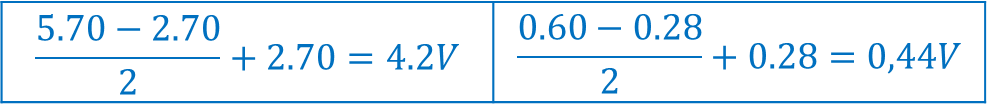 (5.70 − 2.70)/2 + 2.70 = 4.2V
(0.60 − 0.28)/2 + 0.28 = 0,44V